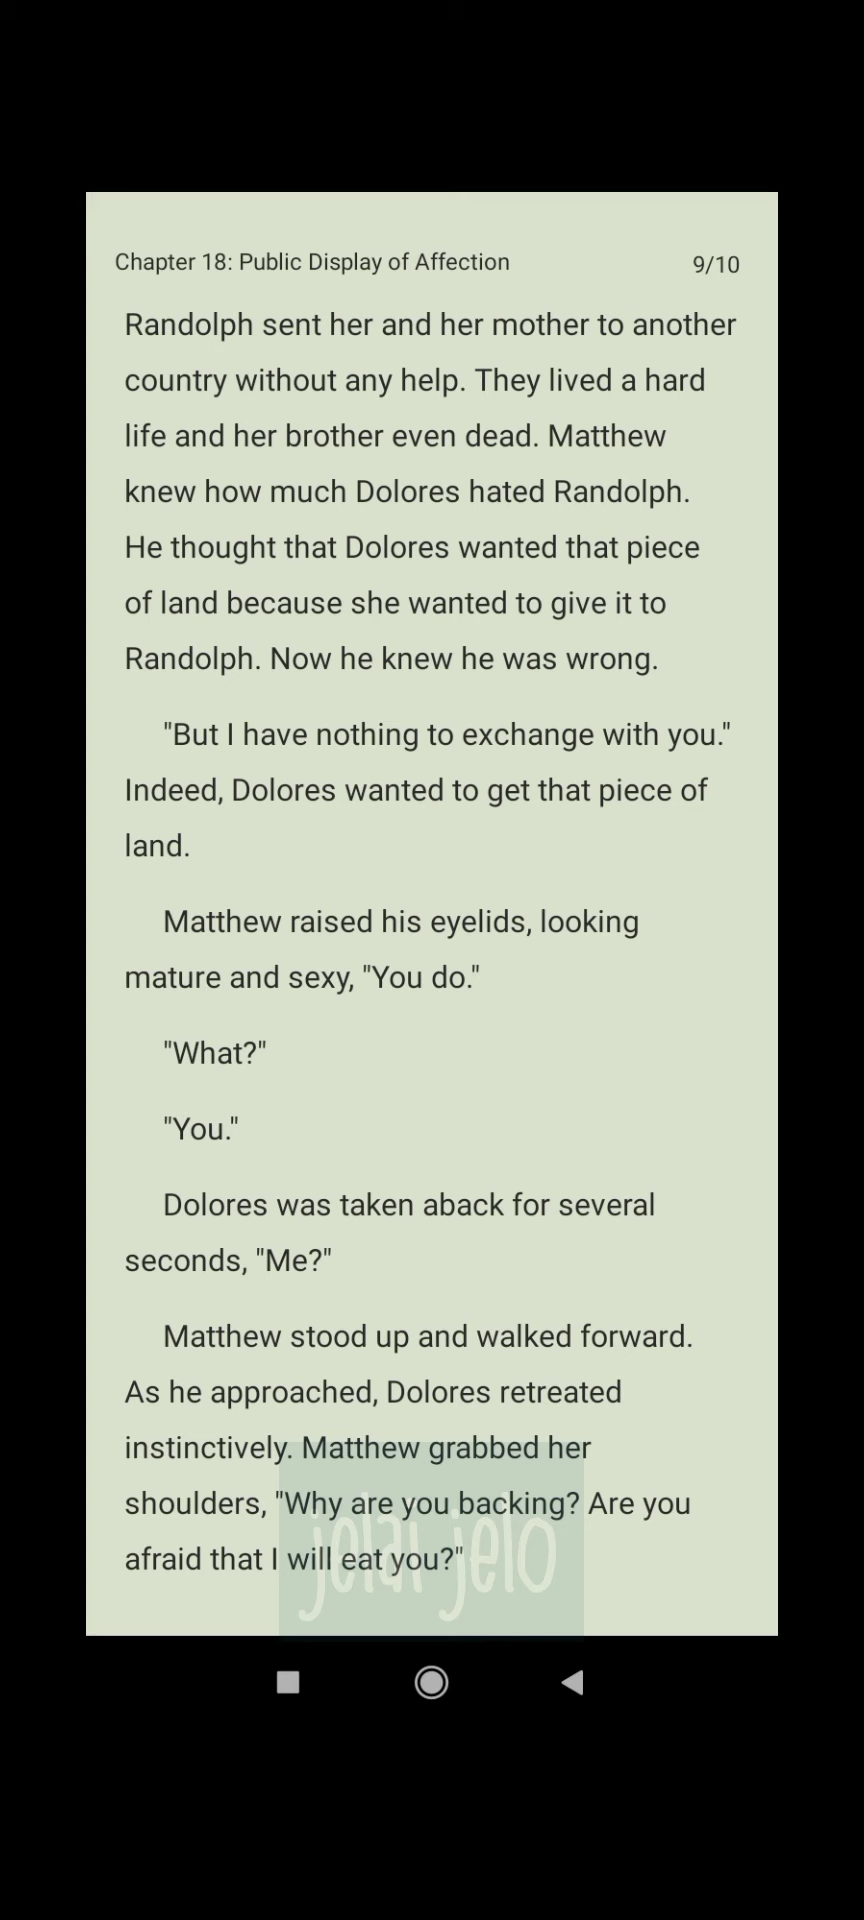 Chapter 18: Public Display of Affection 9/10
Randolph sent her and her mother to another
country without any help. They lived a hard
life and her brother even dead. Matthew
knew how much Dolores hated Randolph.
He thought that Dolores wanted that piece
of land because she wanted to give it to
Randolph. Now he knew he was wrong.
"But I have nothing to exchange with you."
Indeed, Dolores wanted to get that piece of
land.
Matthew raised his eyelids, looking
mature and sexy, "You do."
"What?"
"You."
Dolores was taken aback for several
seconds, "Me?"
Matthew stood up and walked forward.
As he approached, Dolores retreated
instinctively. Matthew grabbed her
shoulders, "Why are you backing? Are you
afraid that I will eat you?"
jelai jelo